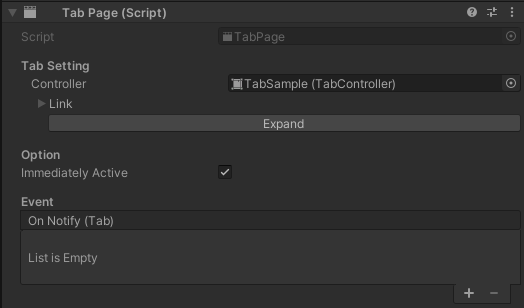 Tab Page (Script)
Script TabPage
Tab Setting
Controller TabSample (TabController)
Link
Expand
Option
Immediately Active
Event
On Notify (Tab)
List is Empty